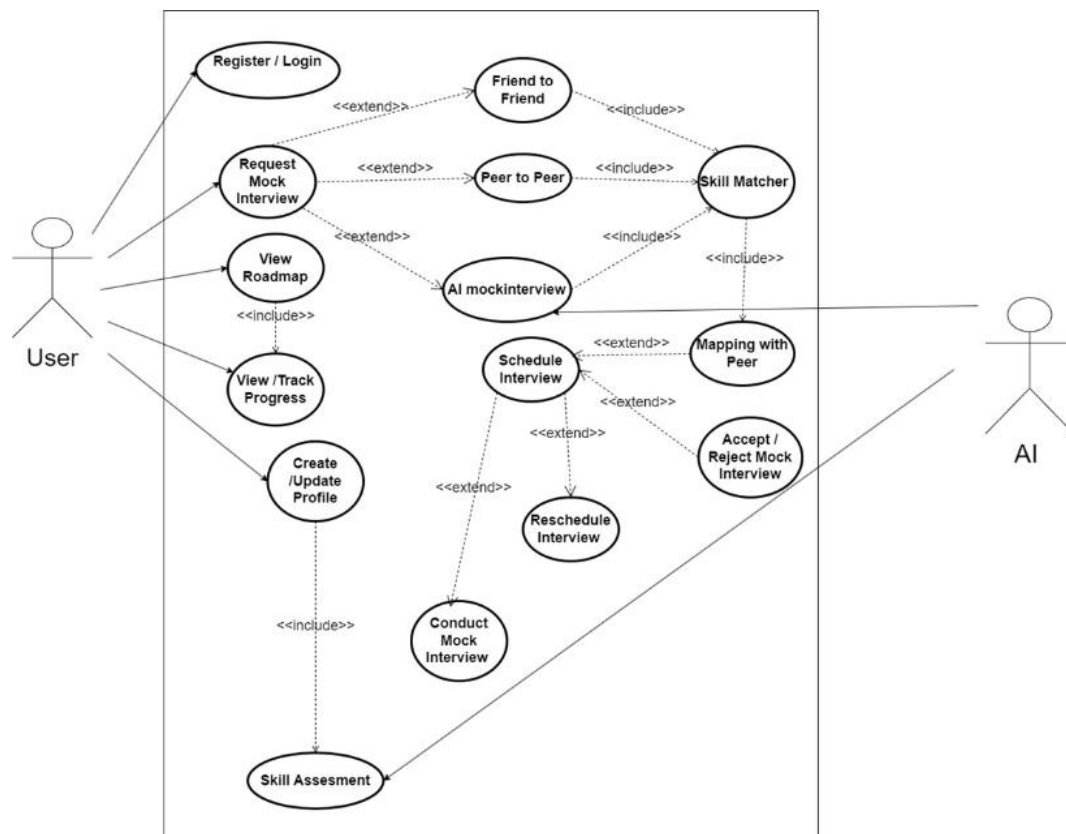 Register / Login
Friend to
Friend
<<extend>>
<<include>>
Request
Mock
Interview
<<extend>>
Peer to Peer
<<include>>
Skill Matcher
<<extend>>
<<include>>
View
Roadmap
<<include>>
AI mockinterview
<<include>>
User
View /Track
Progress
Schedule
Interview
<<extend>>
Mapping with
Peer
<<extend>>
Create
/Update
Profile
<<extend>>
Accept /
Reject Mock
Interview
AI
<<extend>>
Reschedule
Interview
<<include>>
Conduct
Mock
Interview
Skill Assesment